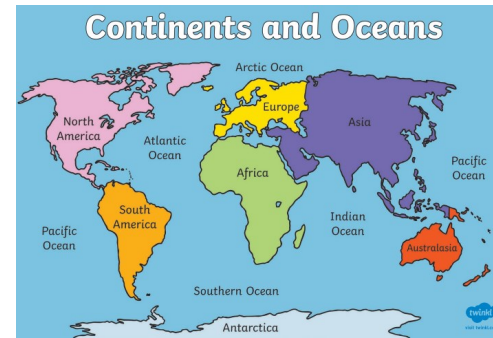 Continents and Oceans
Arctic Ocean
North
America
Europe
Asia
Atlantic
Ocean
Pacific
Ocean
Africa
South
America
Indian
Ocean
Pacific
Ocean
Australasia
Southern Ocean
Antarctica
twinkl